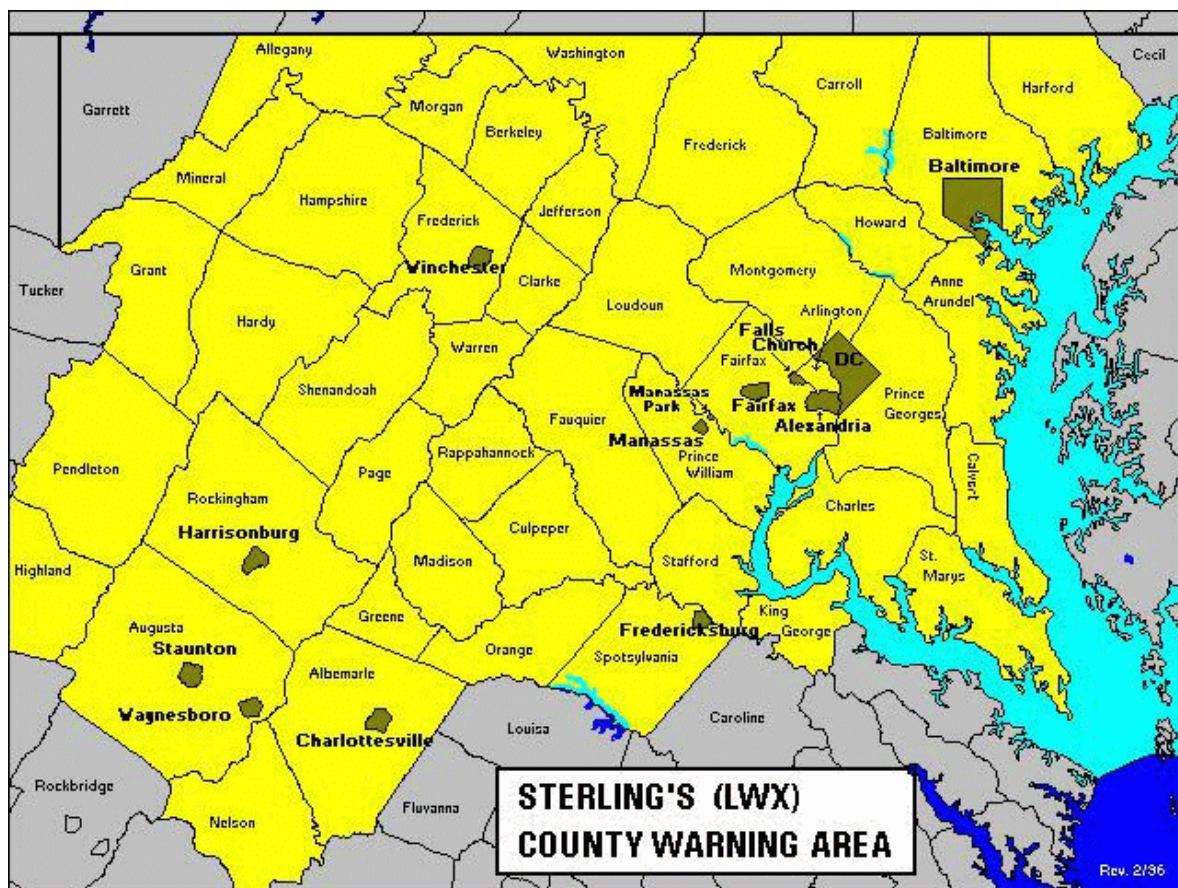 Allegany
Washington
Cecil
Carroll
Harford
Garrett
Morgan
Berkeley
Baltimore
Frederick
Baltimore
Mineral
Hampshire
Jefferson
Frederick
Howard
Winchester
Grant
Montgomery
Anne
Arundel
Tucker
Clarke
Loudoun
Arlington
Hardy
Falls
Church
Warren
Fairfax
DC
Shenandoah
Manassas
Park
Fairfax
Prince
Georges
Fauquier
Alexandria
Manassas
Rappahannock
Prince
William
Pendleton
Page
Calvert
Rockingham
Charles
Culpeper
Harrisonburg
Madison
Stafford
St.
Marys
Highland
Greene
King
George
Augusta
Fredericksburg
Staunton
Orange
Spotsylvania
Albemarle
Waynesboro
Charlottesville
Louisa
Caroline
Rockbridge
Fluvanna
Nelson
STERLING'S (LWX)
COUNTY WARNING AREA
Rev. 2/96